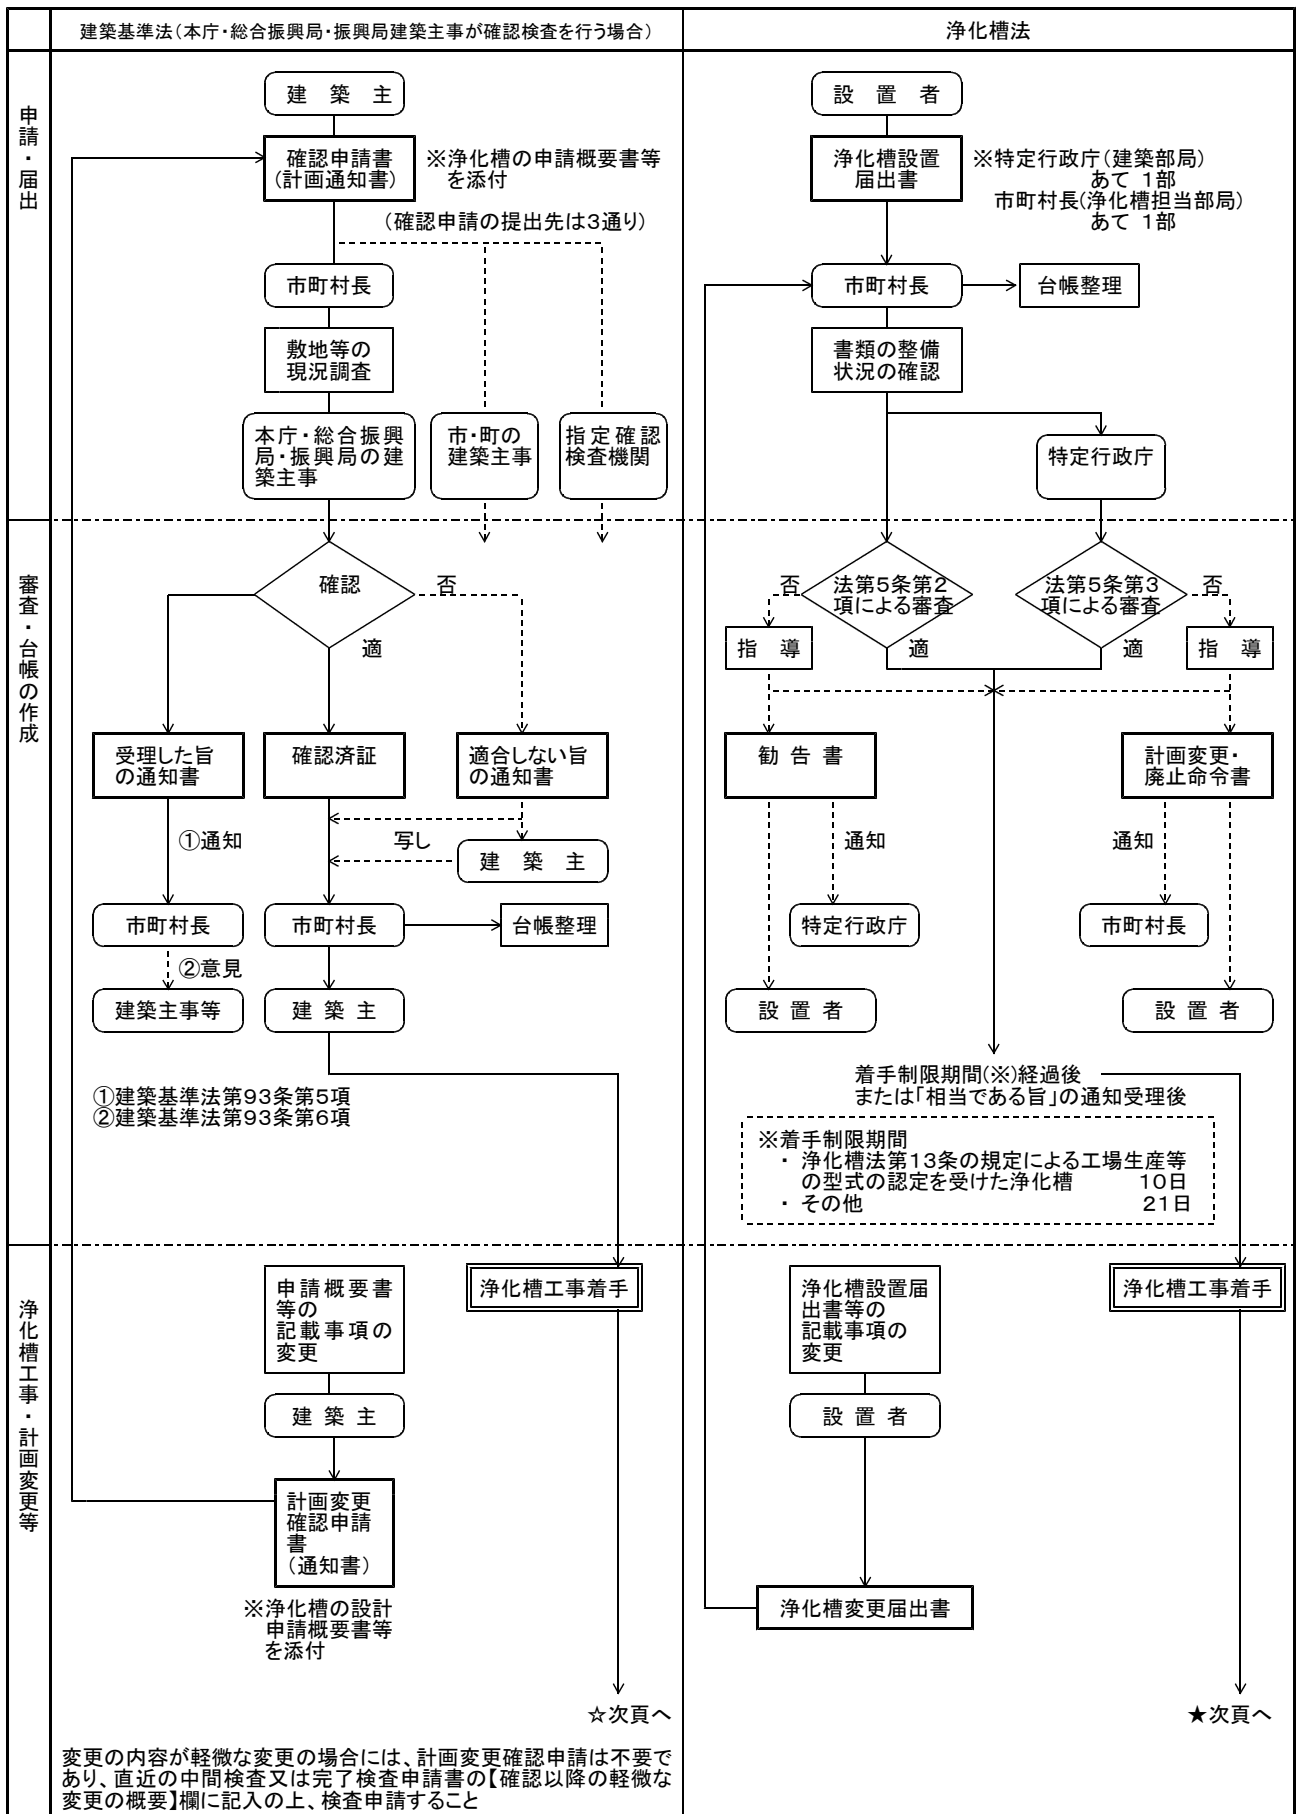 建築基準法（本庁・総合振興局・振興局建築主事が確認検査を行う場合）
浄化槽法
申請・届出
建　築　主
確認申請書
（計画通知書）
※浄化槽の申請概要書等
を添付
（確認申請の提出先は３通り）
市町村長
敷地等の
現況調査
本庁・総合振興
局・振興局の建
築主事
市・町の
建築主事
指定確認
検査機関
設　置　者
浄化槽設置
届出書
※特定行政庁（建築部局）
あて　１部
市町村長（浄化槽担当部局）
あて　１部
市町村長
台帳整理
書類の整備
状況の確認
特定行政庁
審査・台帳の作成
確認
否
適
受理した旨
の通知書
確認済証
適合しない旨
の通知書
①通知
写し
建　築　主
市町村長
市町村長
台帳整理
②意見
建築主事等
建 築 主
①建築基準法第９３条第５項
②建築基準法第９３条第６項
否
法第５条第２
項による審査
法第５条第３
項による審査
否
指　導
適
適
指　導
勧 告 書
計画変更・
廃止命令書
通知
通知
特定行政庁
市町村長
設 置 者
設 置 者
着手制限期間(※)経過後
または「相当である旨」の通知受理後
※着手制限期間
・ 浄化槽法第１３条の規定による工場生産等
の型式の認定を受けた浄化槽　　　１０日
・ その他　　　２１日
浄化槽工事・計画変更等
申請概要書
等の
記載事項の
変更
浄化槽工事着手
建 築 主
計画変更
確認申請
書
（通知書）
※浄化槽の設計
申請概要書等
を添付
☆次頁へ
変更の内容が軽微な変更の場合には、計画変更確認申請は不要で
あり、直近の中間検査又は完了検査申請書の【確認以降の軽微な
変更の概要】欄に記入の上、検査申請すること
浄化槽設置届
出書等の
記載事項の
変更
浄化槽工事着手
設 置 者
浄化槽変更届出書
★次頁へ